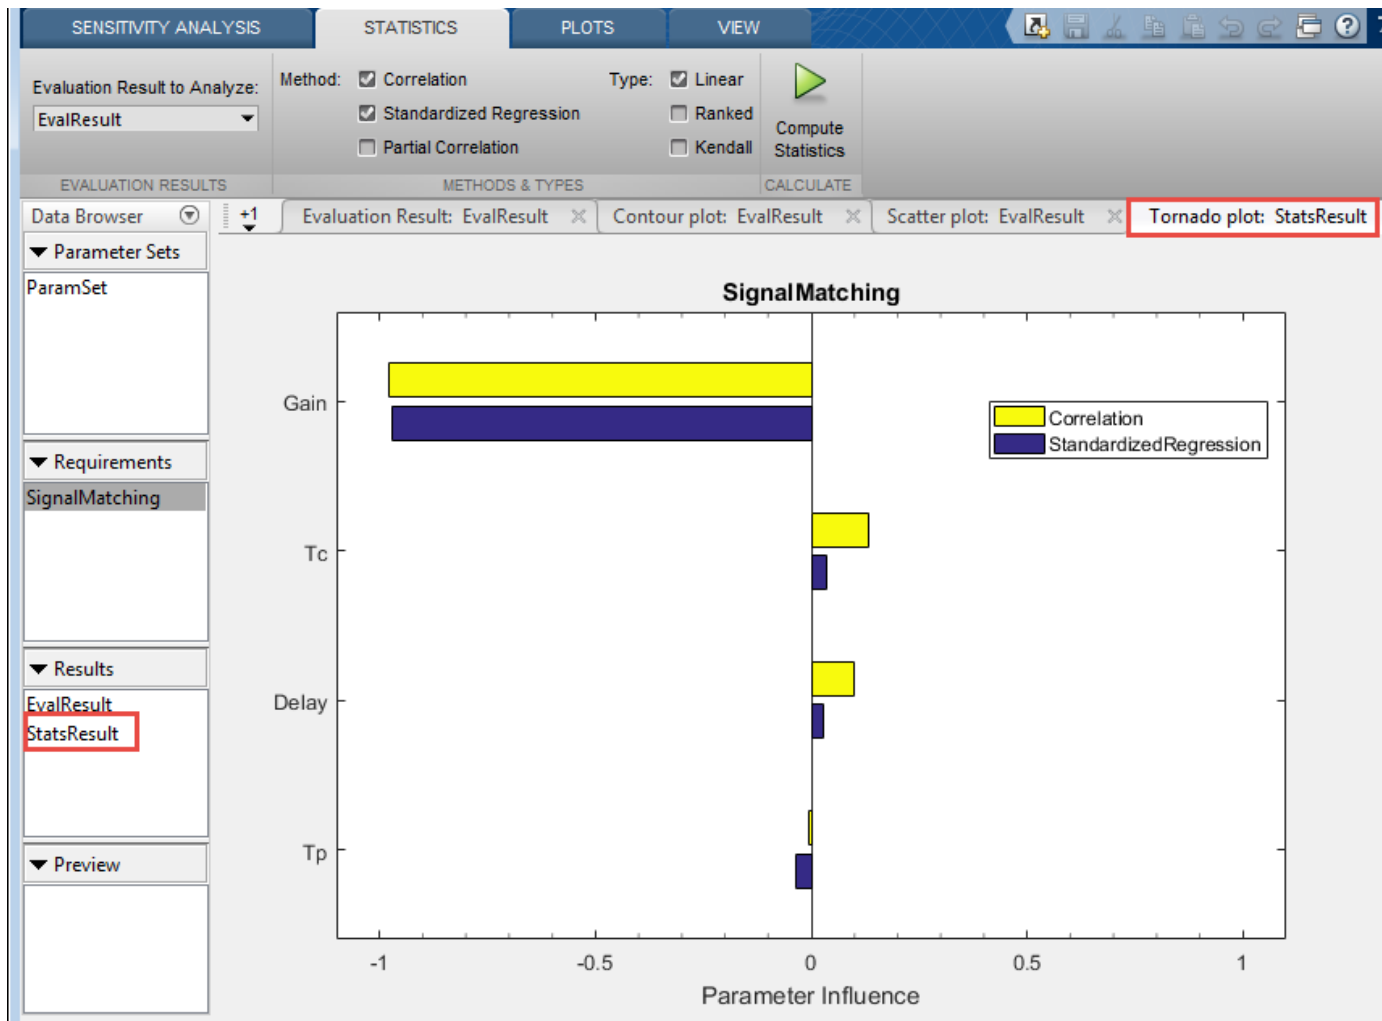 SENSITIVITY ANALYSIS STATISTICS PLOTS VIEW
Evaluation Result to Analyze:
EvalResult
Method: Correlation
Standardized Regression
Partial Correlation
Type: Linear
Ranked
Kendall
Compute
Statistics
EVALUATION RESULTS METHODS & TYPES CALCULATE
Data Browser
+1 Evaluation Result: EvalResult Contour plot: EvalResult Scatter plot: EvalResult Tornado plot: StatsResult
Parameter Sets
ParamSet
Requirements
SignalMatching
Results
EvalResult
StatsResult
Preview
SignalMatching
Gain
Tc
Delay
Tp
Correlation
StandardizedRegression
-1 -0.5 0 0.5 1
Parameter Influence